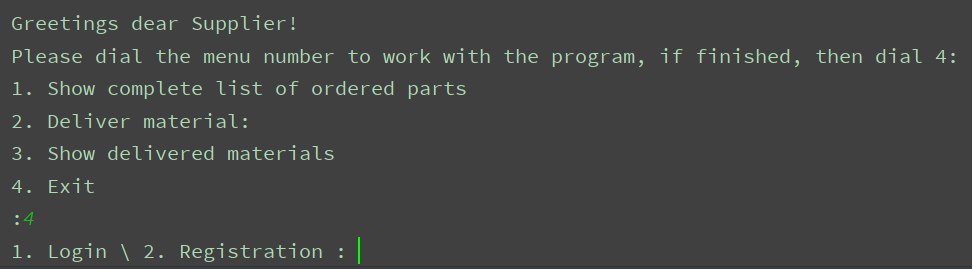 Greetings dear Supplier!
Please dial the menu number to work with the program, if finished, then dial 4:
1. Show complete list of ordered parts
2. Deliver material:
3. Show delivered materials
4. Exit
:4
1. Login \ 2. Registration :